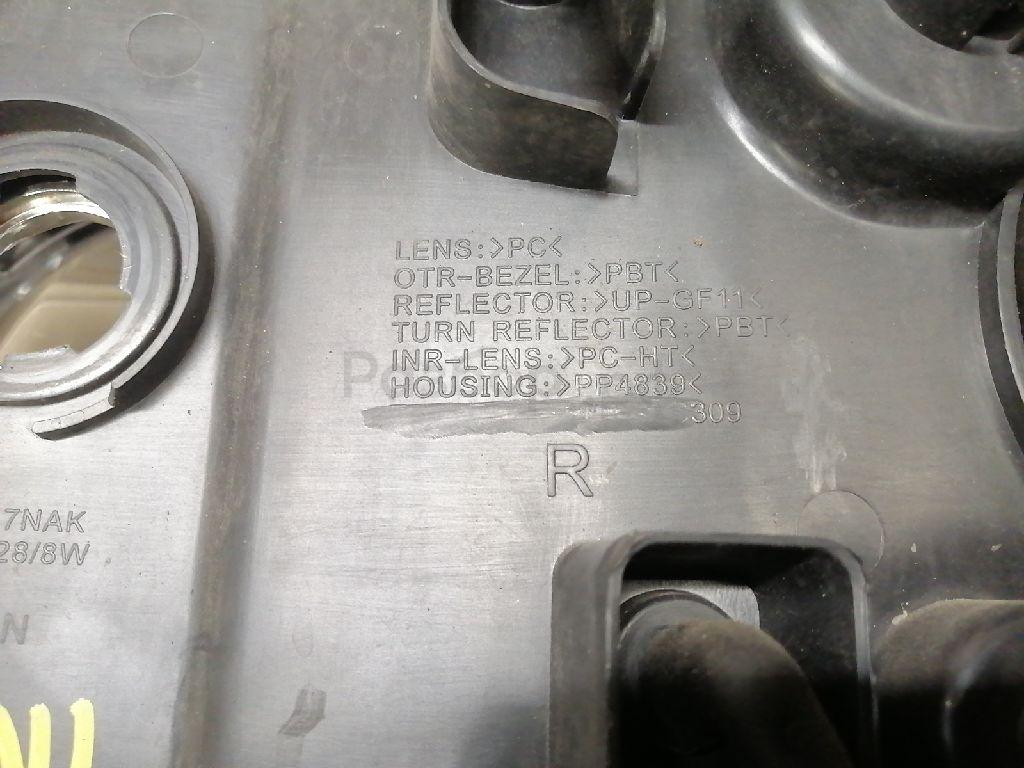 LENS:>PC<
OTR-BEZEL:>PBT<
REFLECTOR:>UP-GF11<
TURN REFLECTOR:>PBT<
INR-LENS:>PC-HT<
HOUSING:>PP4839<
309
R
7NAK
28/8W
N